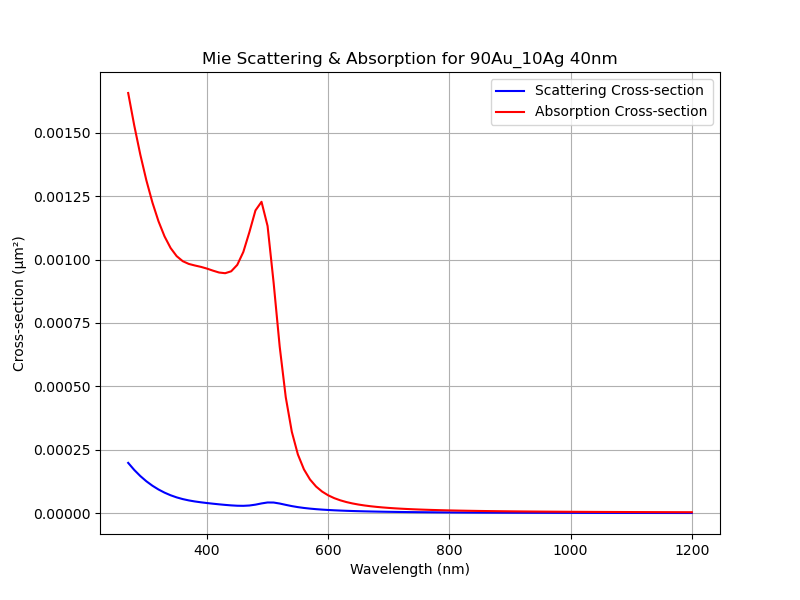 Mie Scattering & Absorption for 90Au_10Ag 40nm
Scattering Cross-section
Absorption Cross-section
Cross-section (μm²)
0.00150
0.00125
0.00100
0.00075
0.00050
0.00025
0.00000
400 600 800 1000 1200
Wavelength (nm)